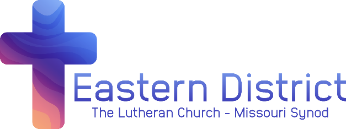 Eastern District
The Lutheran Church - Missouri Synod